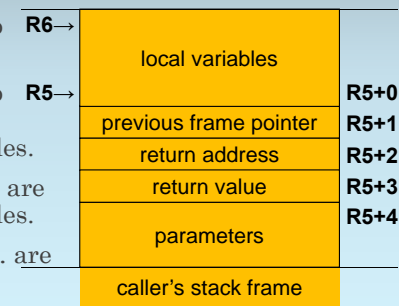 R6→
local variables
R5→
R5+0
previous frame pointer R5+1
les.
return address R5+2
are
return value R5+3
les.
R5+4
parameters
. are
caller's stack frame